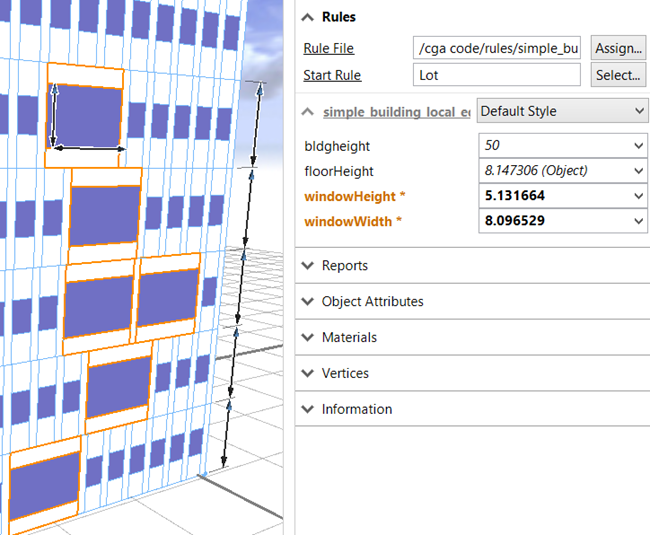 Rules
Rule File /cga code/rules/simple_bu Assign...
Start Rule Lot Select...
simple_building_local_ec Default Style
bldgheight 50
floorHeight 8.147306 (Object)
windowHeight * 5.131664
windowWidth * 8.096529
Reports
Object Attributes
Materials
Vertices
Information